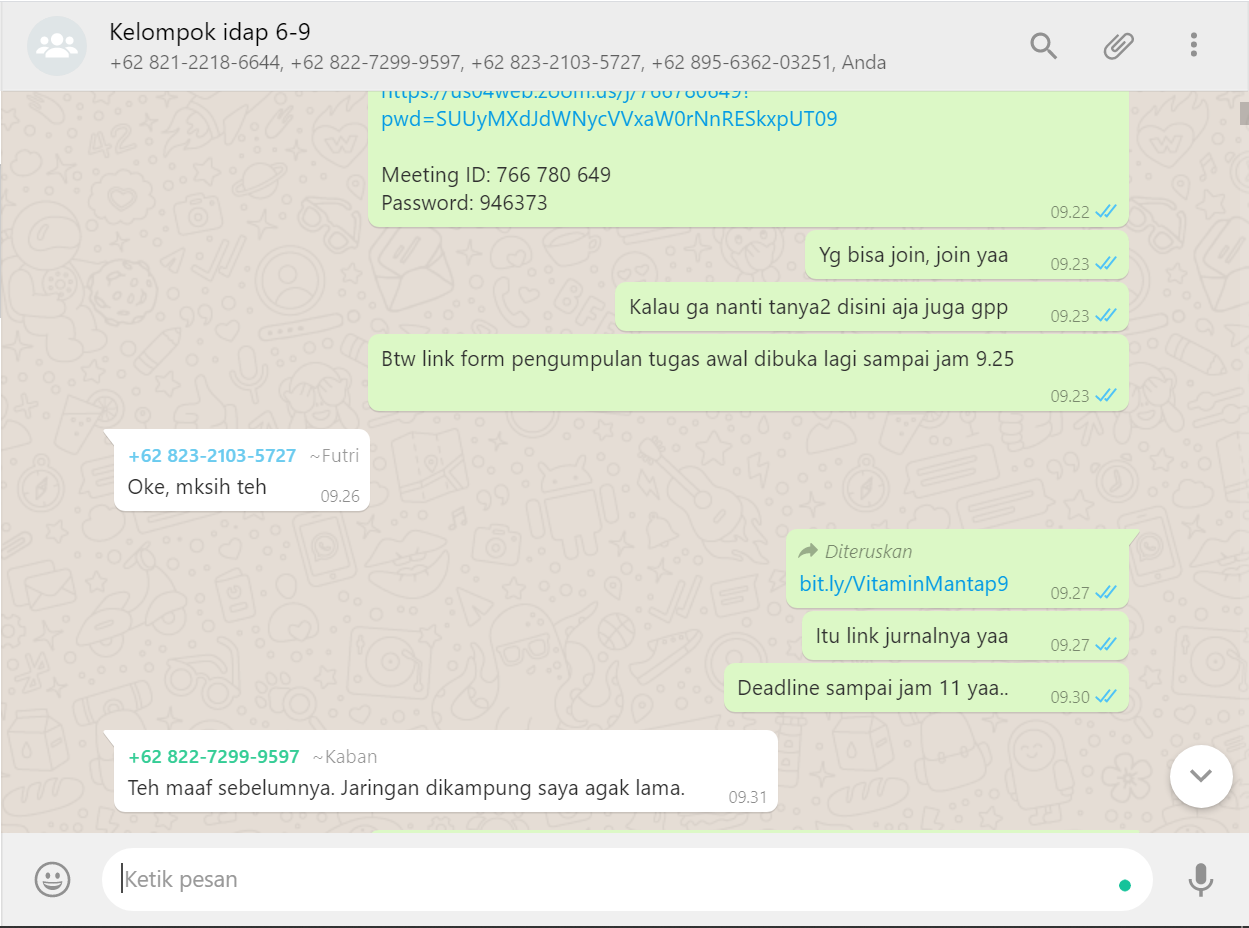 Kelompok idap 6-9
+62 821-2218-6644, +62 822-7299-9597, +62 823-2103-5727, +62 895-6362-03251, Anda
https://us04web.zoom.us/j/766780649?
pwd=SUUyMXdJdWNycVVxaW0rNnRESkxpUT09
Meeting ID: 766 780 649
Password: 946373
09.22
Yg bisa join, join yaa
09.23
Kalau ga nanti tanya2 disini aja juga gpp
09.23
Btw link form pengumpulan tugas awal dibuka lagi sampai jam 9.25
09.23
+62 823-2103-5727 ~Futri
Oke, mksih teh
09.26
Diteruskan
bit.ly/VitaminMantap9
09.27
Itu link jurnalnya yaa
09.27
Deadline sampai jam 11 yaa..
09.30
+62 822-7299-9597 ~Kaban
Teh maaf sebelumnya. Jaringan dikampung saya agak lama.
09.31
Ketik pesan